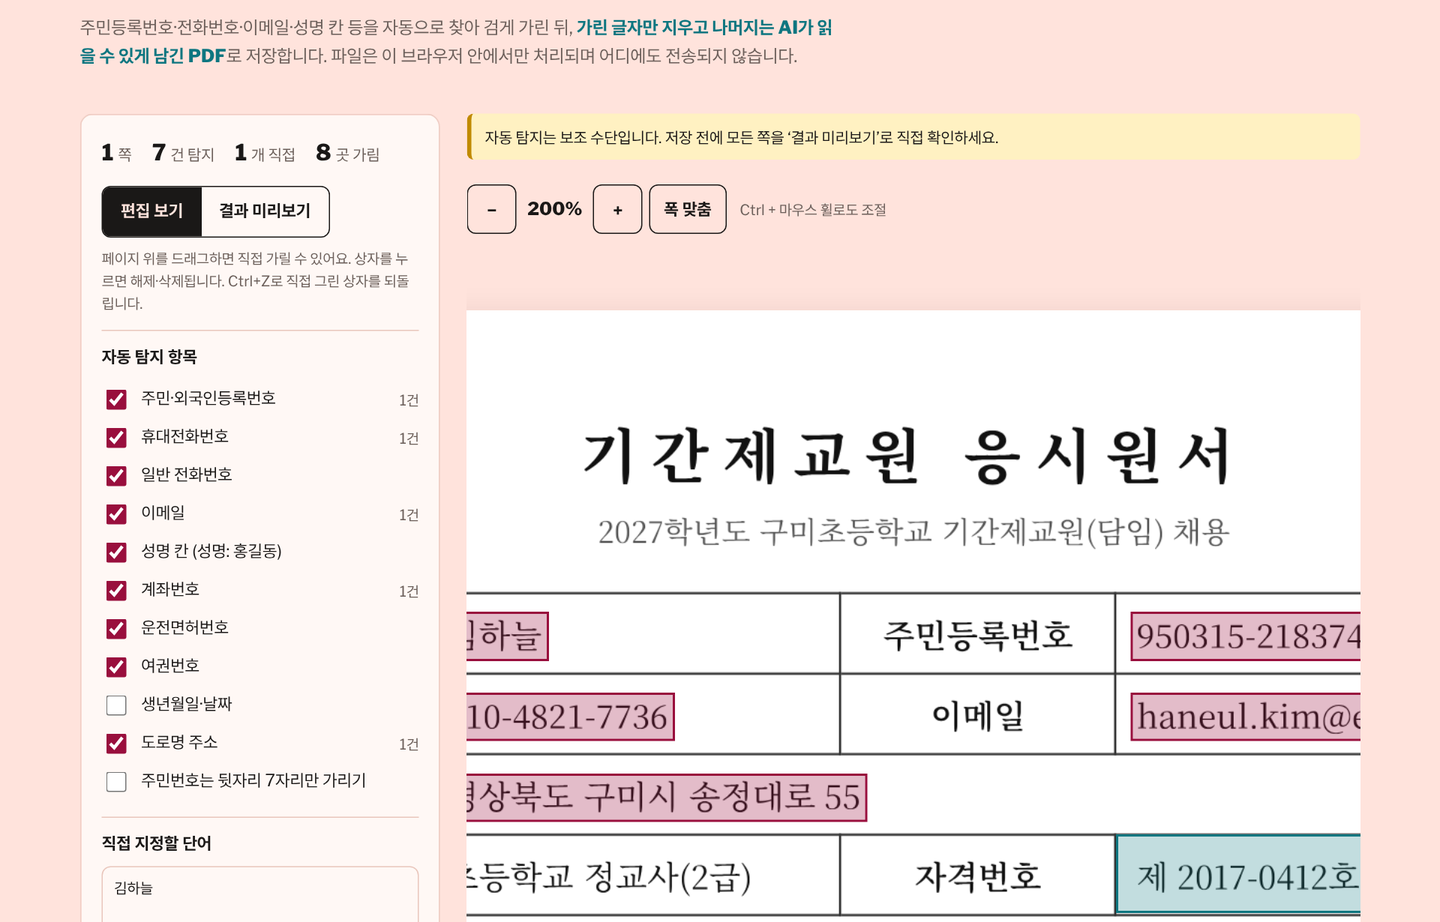 주민등록번호·전화번호·이메일·성명 칸 등을 자동으로 찾아 검게 가린 뒤, 가린 글자만 지우고 나머지는 AI가 읽
을 수 있게 남긴 PDF로 저장합니다. 파일은 이 브라우저 안에서만 처리되며 어디에도 전송되지 않습니다.
1 쪽 7 건 탐지 1 개 직접 8 곳 가림
편집 보기 결과 미리보기
페이지 위를 드래그하면 직접 가릴 수 있어요. 상자를 누
르면 해제·삭제됩니다. Ctrl+Z로 직접 그린 상자를 되돌
립니다.
자동 탐지 항목
주민·외국인등록번호 1건
휴대전화번호 1건
일반 전화번호
이메일 1건
성명 칸 (성명: 홍길동)
계좌번호 1건
운전면허번호
여권번호
생년월일·날짜
도로명 주소 1건
주민번호는 뒷자리 7자리만 가리기
직접 지정할 단어
김하늘
자동 탐지는 보조 수단입니다. 저장 전에 모든 쪽을 ‘결과 미리보기’로 직접 확인하세요.
− 200% + 폭 맞춤 Ctrl + 마우스 휠로도 조절
기간제교원 응시원서
2027학년도 구미초등학교 기간제교원(담임) 채용
김하늘 주민등록번호 950315-218374
10-4821-7736 이메일 haneul.kim@e
경상북도 구미시 송정대로 55
초등학교 정교사(2급) 자격번호 제 2017-0412호